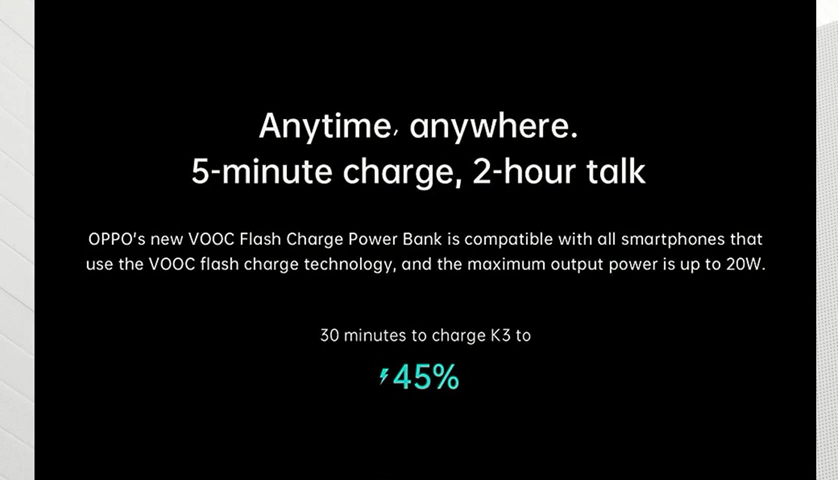 Anytime, anywhere.
5-minute charge, 2-hour talk
OPPO's new VOOC Flash Charge Power Bank is compatible with all smartphones that
use the VOOC flash charge technology, and the maximum output power is up to 20W.
30 minutes to charge K3 to
45%